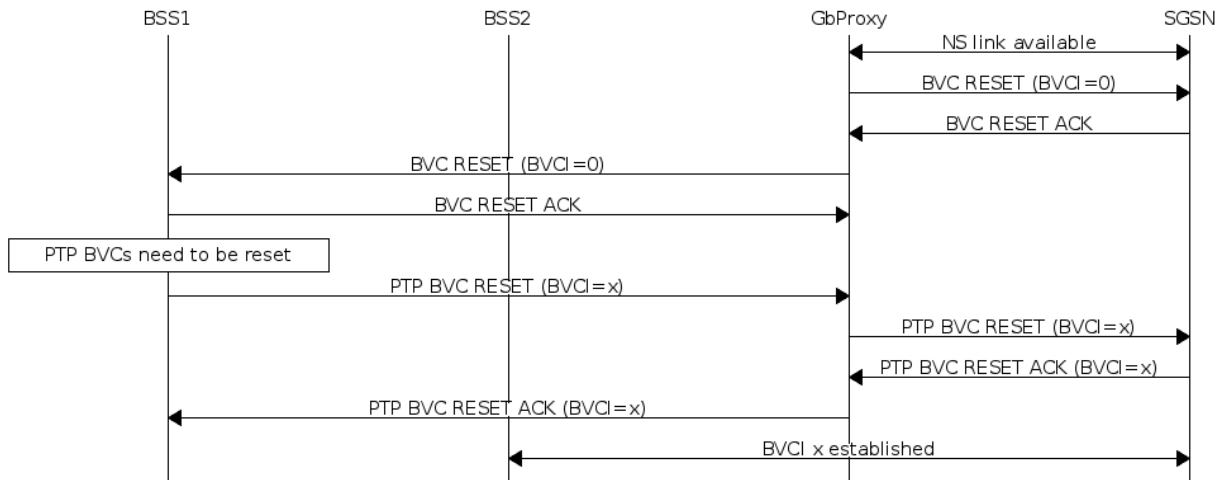 BSS1 BSS2 GbProxy SGSN
NS link available
BVC RESET (BVCI=0)
BVC RESET ACK
BVC RESET (BVCI=0)
BVC RESET ACK
PTP BVCs need to be reset
PTP BVC RESET (BVCI=x)
PTP BVC RESET (BVCI=x)
PTP BVC RESET ACK (BVCI=x)
PTP BVC RESET ACK (BVCI=x)
BVCI x established